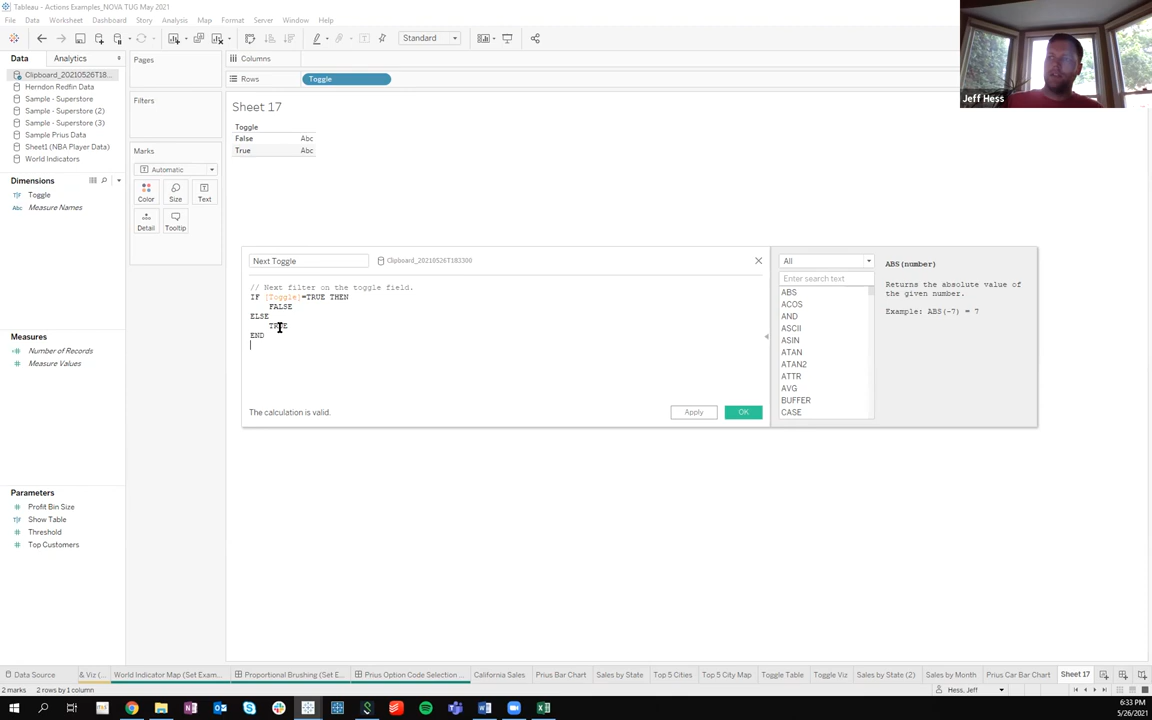 Tableau - Actions Examples_NOVA TUG May 2021
File Data Worksheet Dashboard Story Analysis Map Format Server Window Help
Standard
Jeff Hess
Data Analytics
Clipboard_20210526T18...
Herndon Redfin Data
Sample - Superstore
Sample - Superstore (2)
Sample - Superstore (3)
Sample Prius Data
Sheet1 (NBA Player Data)
World Indicators
Dimensions
T|F Toggle
Abc Measure Names
Measures
Number of Records
Measure Values
Parameters
Profit Bin Size
T|F Show Table
Threshold
Top Customers
Pages
Filters
Marks
T Automatic
Color Size Text
Detail Tooltip
Columns
Rows Toggle
Sheet 17
Toggle
False Abc
True Abc
Next Toggle Clipboard_20210526T183300
// Next filter on the toggle field.
IF [Toggle]=TRUE THEN
FALSE
ELSE
TRUE
END
The calculation is valid.
Apply OK
All
Enter search text
ABS
ACOS
AND
ASCII
ASIN
ATAN
ATAN2
ATTR
AVG
BUFFER
CASE
ABS(number)
Returns the absolute value of
the given number.
Example: ABS(-7) = 7
Data Source & Viz (... World Indicator Map (Set Exam... Proportional Brushing (Set E... Prius Option Code Selection ... California Sales Prius Bar Chart Sales by State Top 5 Cities Top 5 City Map Toggle Table Toggle Viz Sales by State (2) Sales by Month Prius Car Bar Chart Sheet 17
2 marks 2 rows by 1 column Hess, Jeff
6:33 PM
5/26/2021